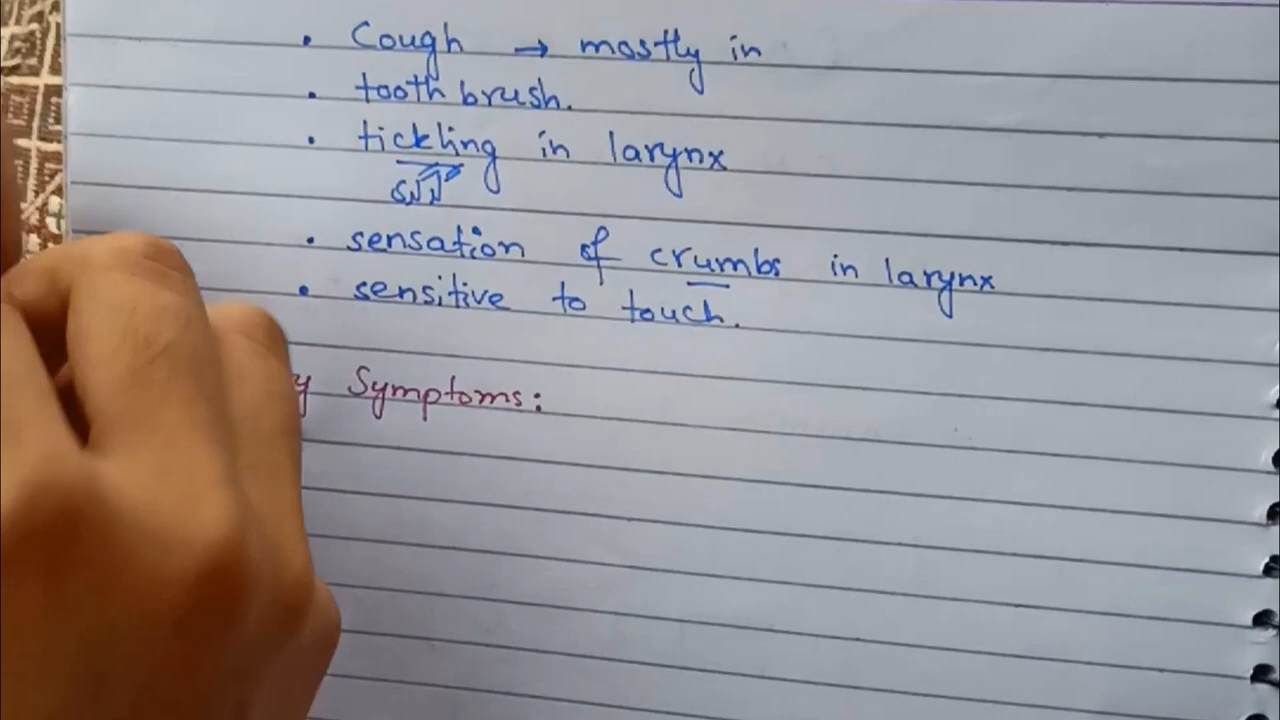 • Cough → mostly in
• tooth brush.
• tickling in larynx
• sensation of crumbs in larynx
• sensitive to touch.
y Symptoms: